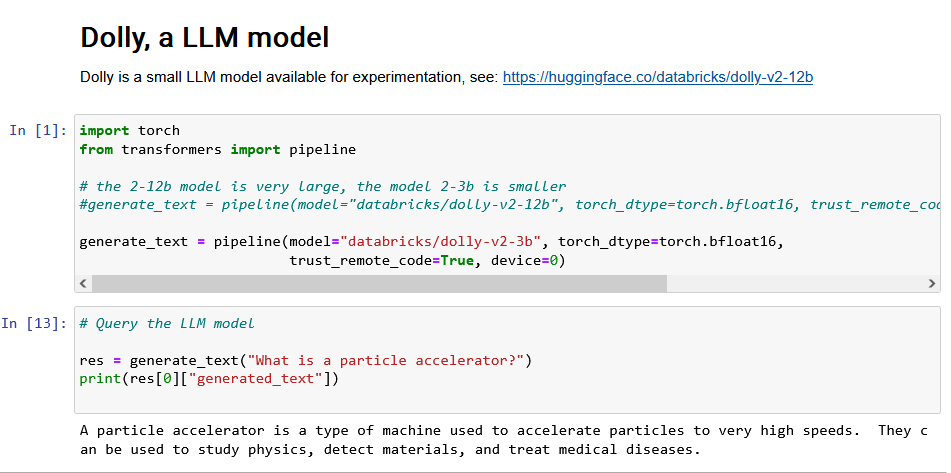 Dolly, a LLM model
Dolly is a small LLM model available for experimentation, see: https://huggingface.co/databricks/dolly-v2-12b
In [1]: import torch
from transformers import pipeline
# the 2-12b model is very large, the model 2-3b is smaller
#generate_text = pipeline(model="databricks/dolly-v2-12b", torch_dtype=torch.bfloat16, trust_remote_co
generate_text = pipeline(model="databricks/dolly-v2-3b", torch_dtype=torch.bfloat16,
trust_remote_code=True, device=0)
In [13]: # Query the LLM model
res = generate_text("What is a particle accelerator?")
print(res[0]["generated_text"])
A particle accelerator is a type of machine used to accelerate particles to very high speeds.  They c
an be used to study physics, detect materials, and treat medical diseases.